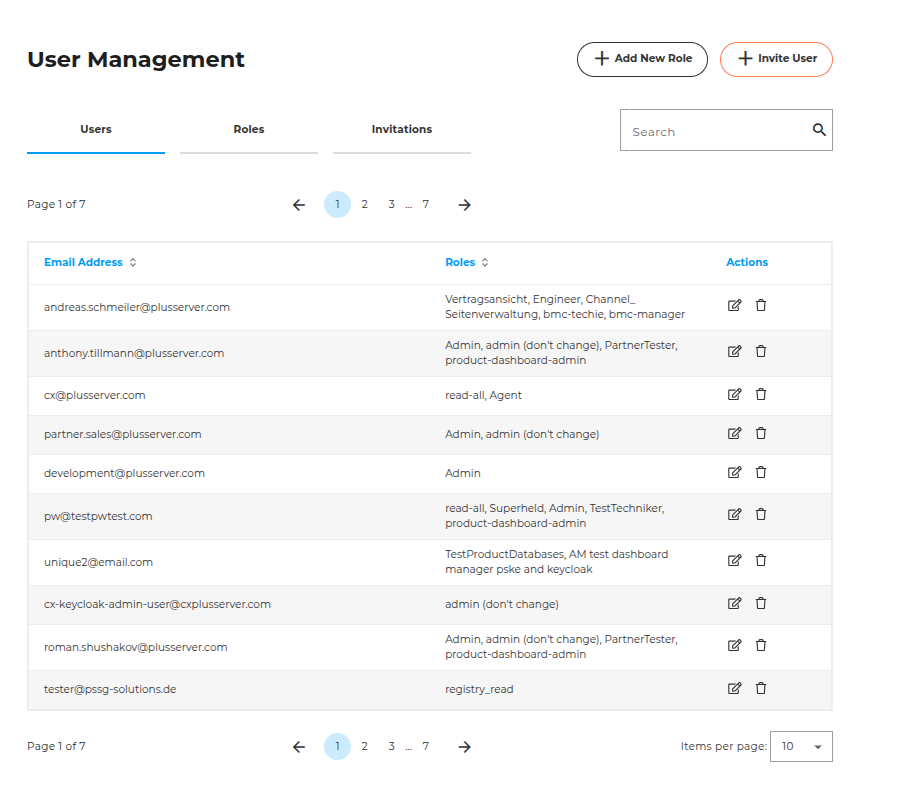 User Management
Add New Role
Invite User
Users
Roles
Invitations
Search
Page 1 of 7
1 2 3 ... 7
Email Address
Roles
Actions
andreas.schmeiler@plusserver.com
Vertragsansicht, Engineer, Channel_
Seitenverwaltung, bmc-techie, bmc-manager
anthony.tillmann@plusserver.com
Admin, admin (don't change), PartnerTester,
product-dashboard-admin
cx@plusserver.com
read-all, Agent
partner.sales@plusserver.com
Admin, admin (don't change)
development@plusserver.com
Admin
pw@testpwtest.com
read-all, Superheld, Admin, TestTechniker,
product-dashboard-admin
unique2@email.com
TestProductDatabases, AM test dashboard
manager pske and keycloak
cx-keycloak-admin-user@cxplusserver.com
admin (don't change)
roman.shushakov@plusserver.com
Admin, admin (don't change), PartnerTester,
product-dashboard-admin
tester@pssg-solutions.de
registry_read
Page 1 of 7
1 2 3 ... 7
Items per page: 10